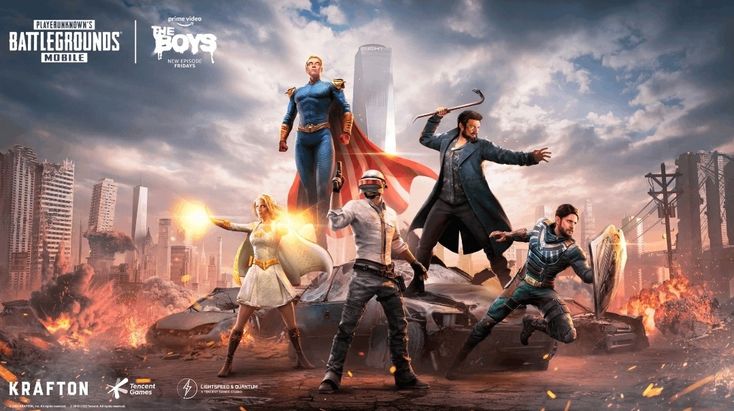 PLAYERUNKNOWN'S
BATTLEGROUNDS
MOBILE
prime video
THE
BOYS
NEW EPISODE
FRIDAYS
KRAFTON
Tencent
Games
LIGHTSPEED & QUANTUM